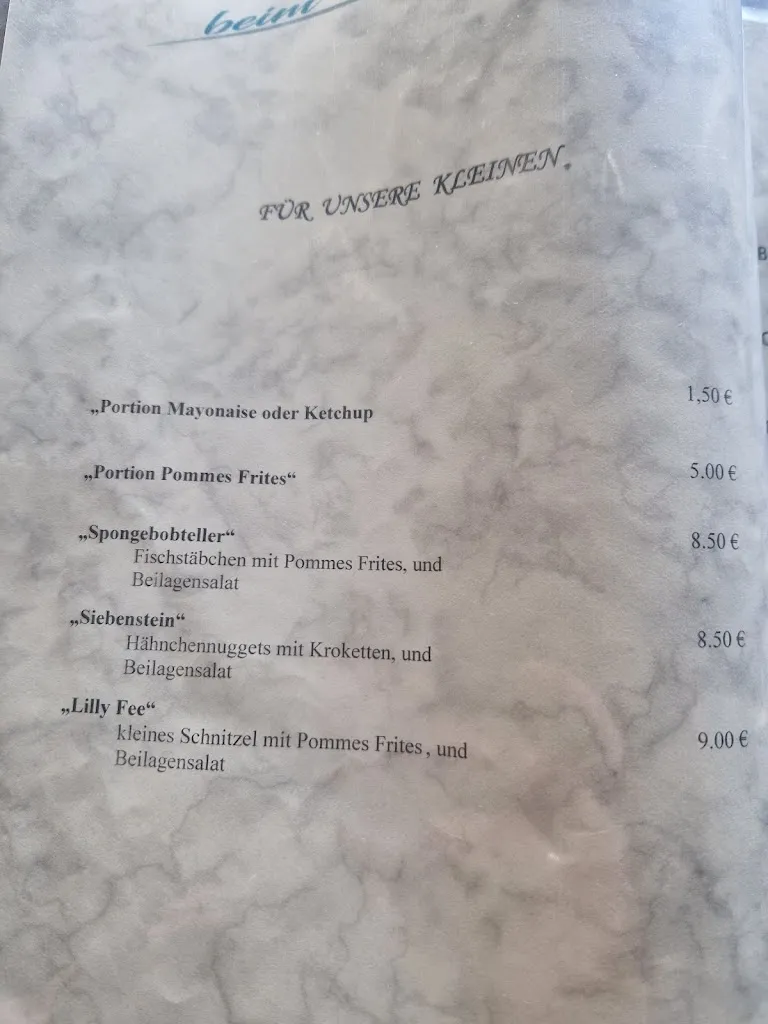 beim
FÜR UNSERE KLEINEN.
„Portion Mayonaise oder Ketchup 1,50 €
„Portion Pommes Frites“ 5.00 €
„Spongebobteller“ 8.50 €
Fischstäbchen mit Pommes Frites, und
Beilagensalat
„Siebenstein“ 8.50 €
Hähnchennuggets mit Kroketten, und
Beilagensalat
„Lilly Fee“ 9.00 €
kleines Schnitzel mit Pommes Frites, und
Beilagensalat